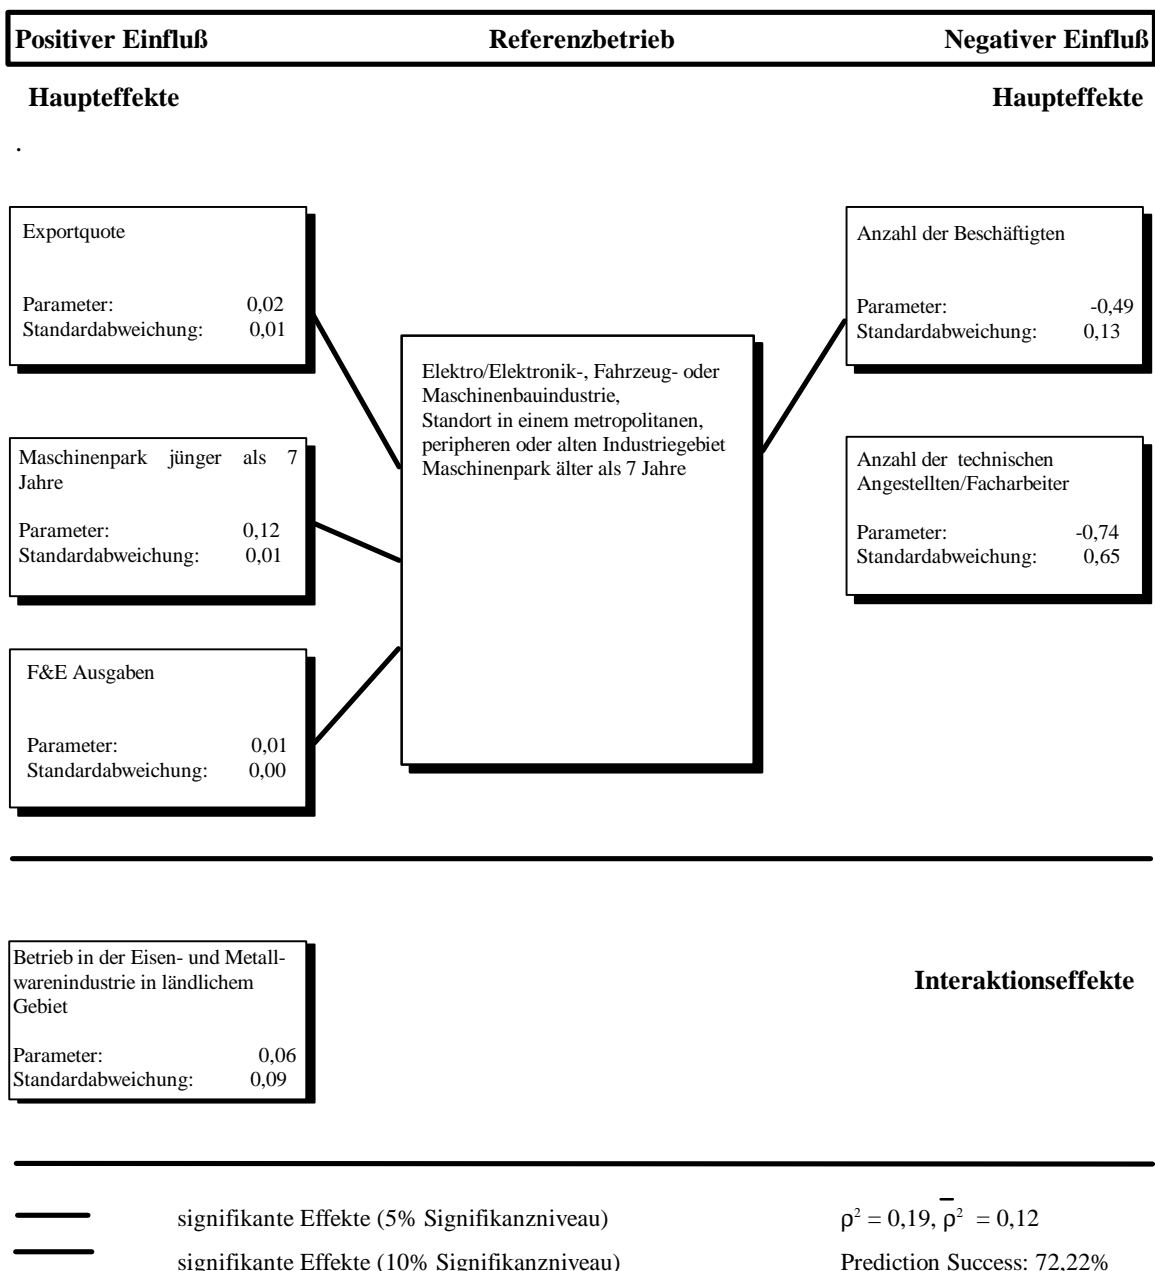 Positiver Einfluß Referenzbetrieb Negativer Einfluß
Haupteffekte Haupteffekte
.
Exportquote
Parameter: 0,02
Standardabweichung: 0,01
Maschinenpark jünger als 7
Jahre
Parameter: 0,12
Standardabweichung: 0,01
F&E Ausgaben
Parameter: 0,01
Standardabweichung: 0,00
Elektro/Elektronik-, Fahrzeug- oder
Maschinenbauindustrie,
Standort in einem metropolitanen,
peripheren oder alten Industriegebiet
Maschinenpark älter als 7 Jahre
Anzahl der Beschäftigten
Parameter: -0,49
Standardabweichung: 0,13
Anzahl der technischen
Angestellten/Facharbeiter
Parameter: -0,74
Standardabweichung: 0,65
Betrieb in der Eisen- und Metall-
warenindustrie in ländlichem
Gebiet
Parameter: 0,06
Standardabweichung: 0,09
Interaktionseffekte
signifikante Effekte (5% Signifikanzniveau) ρ² = 0,19, ρ̄² = 0,12
signifikante Effekte (10% Signifikanzniveau) Prediction Success: 72,22%